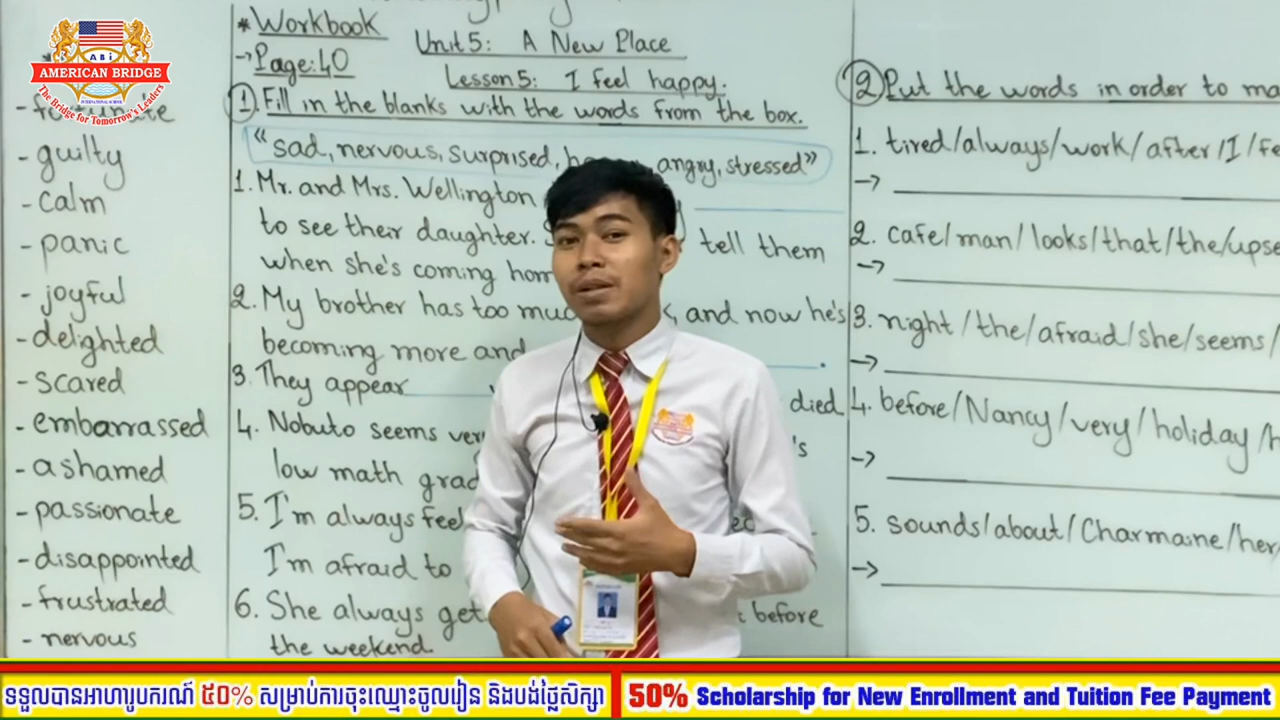 ABi
AMERICAN BRIDGE
INTERNATIONAL SCHOOL
The Bridge for Tomorrow's Leaders
- fortunate
- guilty
- calm
- panic
- joyful
- delighted
- scared
- embarrassed
- ashamed
- passionate
- disappointed
- frustrated
- nervous
* Workbook
→ Page: 40
Unit 5: A New Place
Lesson 5: I feel happy.
1. Fill in the blanks with the words from the box.
"sad, nervous, surprised, angry, stressed"
1. Mr. and Mrs. Wellington
to see their daughter. tell them
when she's coming
2. My brother has too and now he's
becoming more and .
3. They appear died
4. Nobuto seems 's
low math
5. I'm always
I'm afraid to
6. She always before
the weekend.
2. Put the words in order to
1. tired/always/work/after/I/
→
2. cafe/man/looks/that/the/
→
3. night/the/afraid/she/seems/
→
4. before/Nancy/very/holiday/
→
5. sounds/about/Charmaine/
→
ទទួលបានអាហារូបករណ៍ ៥០% សម្រាប់ការចុះឈ្មោះចូលរៀន និងបង់ថ្លៃសិក្សា
50% Scholarship for New Enrollment and Tuition Fee Payment